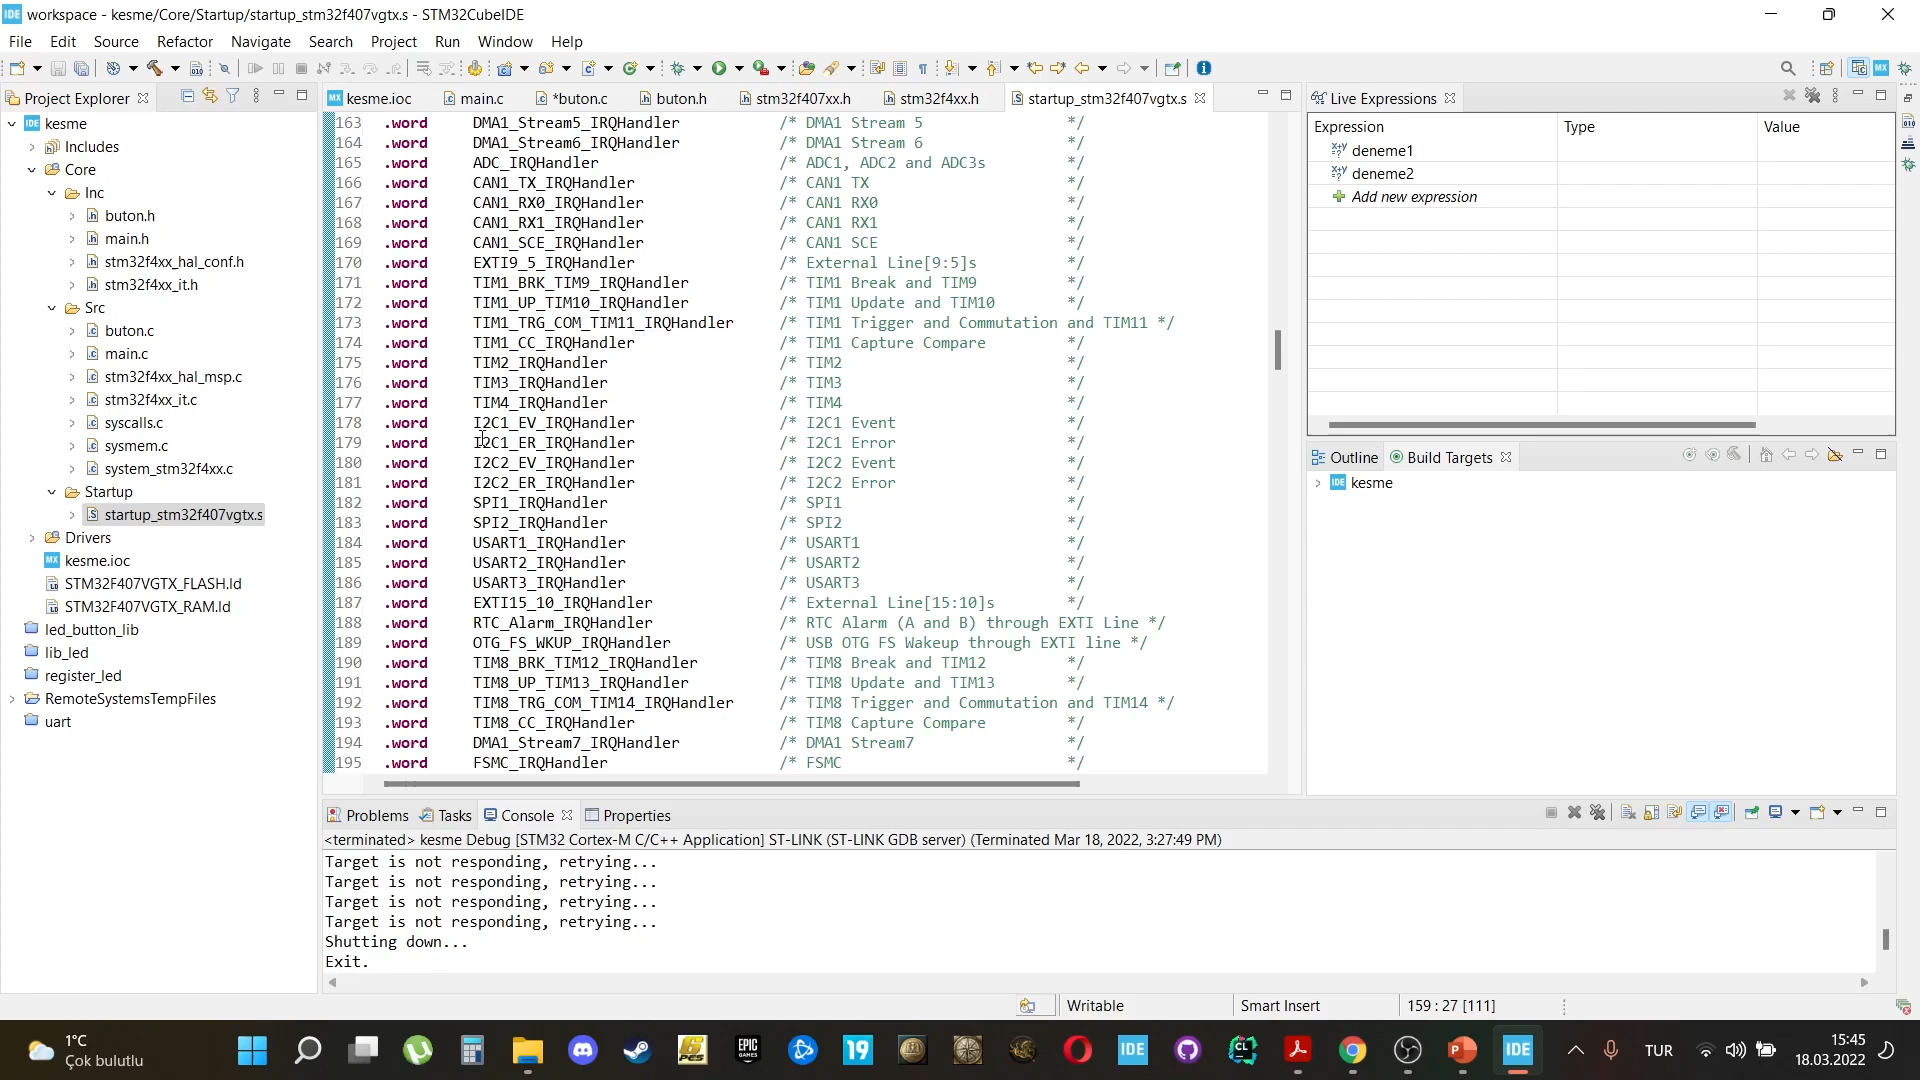 IDE workspace - kesme/Core/Startup/startup_stm32f407vgtx.s - STM32CubeIDE
File Edit Source Refactor Navigate Search Project Run Window Help
Project Explorer
kesme.ioc main.c *buton.c buton.h stm32f407xx.h stm32f4xx.h startup_stm32f407vgtx.s
Live Expressions
IDE kesme
Includes
Core
Inc
buton.h
main.h
stm32f4xx_hal_conf.h
stm32f4xx_it.h
Src
buton.c
main.c
stm32f4xx_hal_msp.c
stm32f4xx_it.c
syscalls.c
sysmem.c
system_stm32f4xx.c
Startup
startup_stm32f407vgtx.s
Drivers
MX kesme.ioc
STM32F407VGTX_FLASH.ld
STM32F407VGTX_RAM.ld
led_button_lib
lib_led
register_led
RemoteSystemsTempFiles
uart
163 .word DMA1_Stream5_IRQHandler /* DMA1 Stream 5 */
164 .word DMA1_Stream6_IRQHandler /* DMA1 Stream 6 */
165 .word ADC_IRQHandler /* ADC1, ADC2 and ADC3s */
166 .word CAN1_TX_IRQHandler /* CAN1 TX */
167 .word CAN1_RX0_IRQHandler /* CAN1 RX0 */
168 .word CAN1_RX1_IRQHandler /* CAN1 RX1 */
169 .word CAN1_SCE_IRQHandler /* CAN1 SCE */
170 .word EXTI9_5_IRQHandler /* External Line[9:5]s */
171 .word TIM1_BRK_TIM9_IRQHandler /* TIM1 Break and TIM9 */
172 .word TIM1_UP_TIM10_IRQHandler /* TIM1 Update and TIM10 */
173 .word TIM1_TRG_COM_TIM11_IRQHandler /* TIM1 Trigger and Commutation and TIM11 */
174 .word TIM1_CC_IRQHandler /* TIM1 Capture Compare */
175 .word TIM2_IRQHandler /* TIM2 */
176 .word TIM3_IRQHandler /* TIM3 */
177 .word TIM4_IRQHandler /* TIM4 */
178 .word I2C1_EV_IRQHandler /* I2C1 Event */
179 .word I2C1_ER_IRQHandler /* I2C1 Error */
180 .word I2C2_EV_IRQHandler /* I2C2 Event */
181 .word I2C2_ER_IRQHandler /* I2C2 Error */
182 .word SPI1_IRQHandler /* SPI1 */
183 .word SPI2_IRQHandler /* SPI2 */
184 .word USART1_IRQHandler /* USART1 */
185 .word USART2_IRQHandler /* USART2 */
186 .word USART3_IRQHandler /* USART3 */
187 .word EXTI15_10_IRQHandler /* External Line[15:10]s */
188 .word RTC_Alarm_IRQHandler /* RTC Alarm (A and B) through EXTI Line */
189 .word OTG_FS_WKUP_IRQHandler /* USB OTG FS Wakeup through EXTI line */
190 .word TIM8_BRK_TIM12_IRQHandler /* TIM8 Break and TIM12 */
191 .word TIM8_UP_TIM13_IRQHandler /* TIM8 Update and TIM13 */
192 .word TIM8_TRG_COM_TIM14_IRQHandler /* TIM8 Trigger and Commutation and TIM14 */
193 .word TIM8_CC_IRQHandler /* TIM8 Capture Compare */
194 .word DMA1_Stream7_IRQHandler /* DMA1 Stream7 */
195 .word FSMC_IRQHandler /* FSMC */
Expression Type Value
deneme1
deneme2
Add new expression
Outline Build Targets
IDE kesme
Problems Tasks Console Properties
<terminated> kesme Debug [STM32 Cortex-M C/C++ Application] ST-LINK (ST-LINK GDB server) (Terminated Mar 18, 2022, 3:27:49 PM)
Target is not responding, retrying...
Target is not responding, retrying...
Target is not responding, retrying...
Target is not responding, retrying...
Shutting down...
Exit.
Writable Smart Insert 159 : 27 [111]
1°C
Çok bulutlu
TUR
15:45
18.03.2022